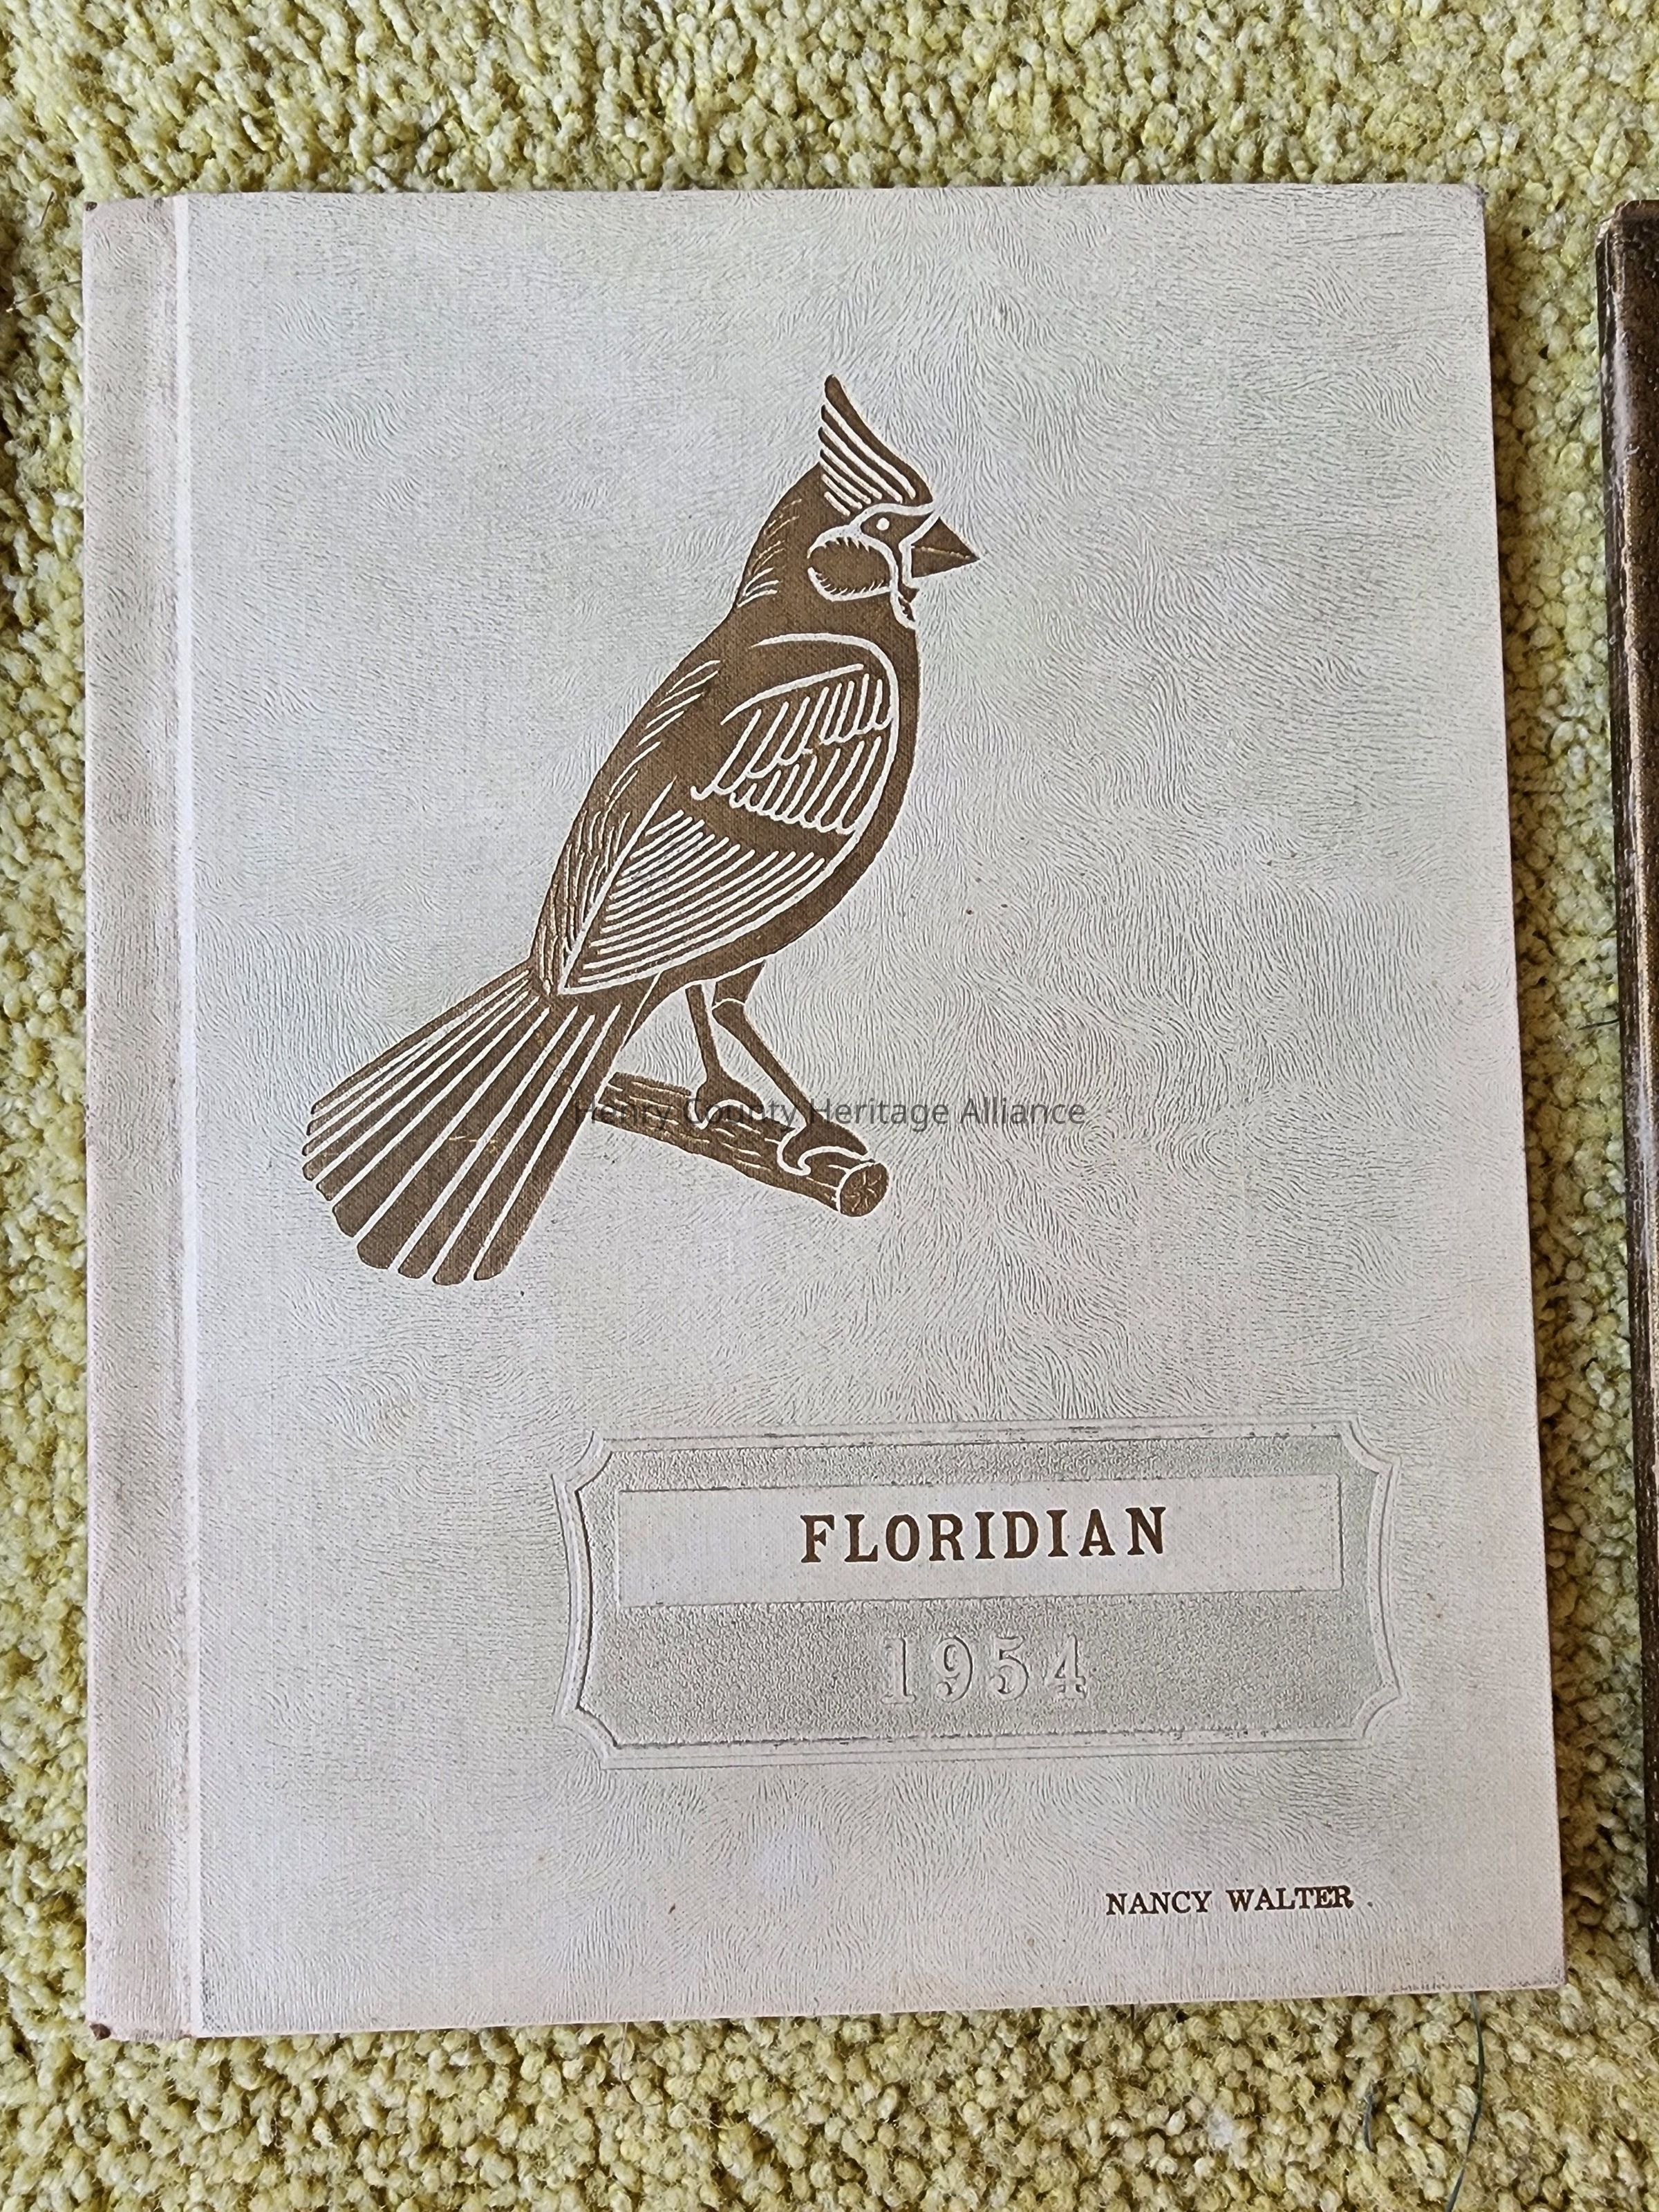 Henry County Heritage Alliance
FLORIDIAN
1954
NANCY WALTER